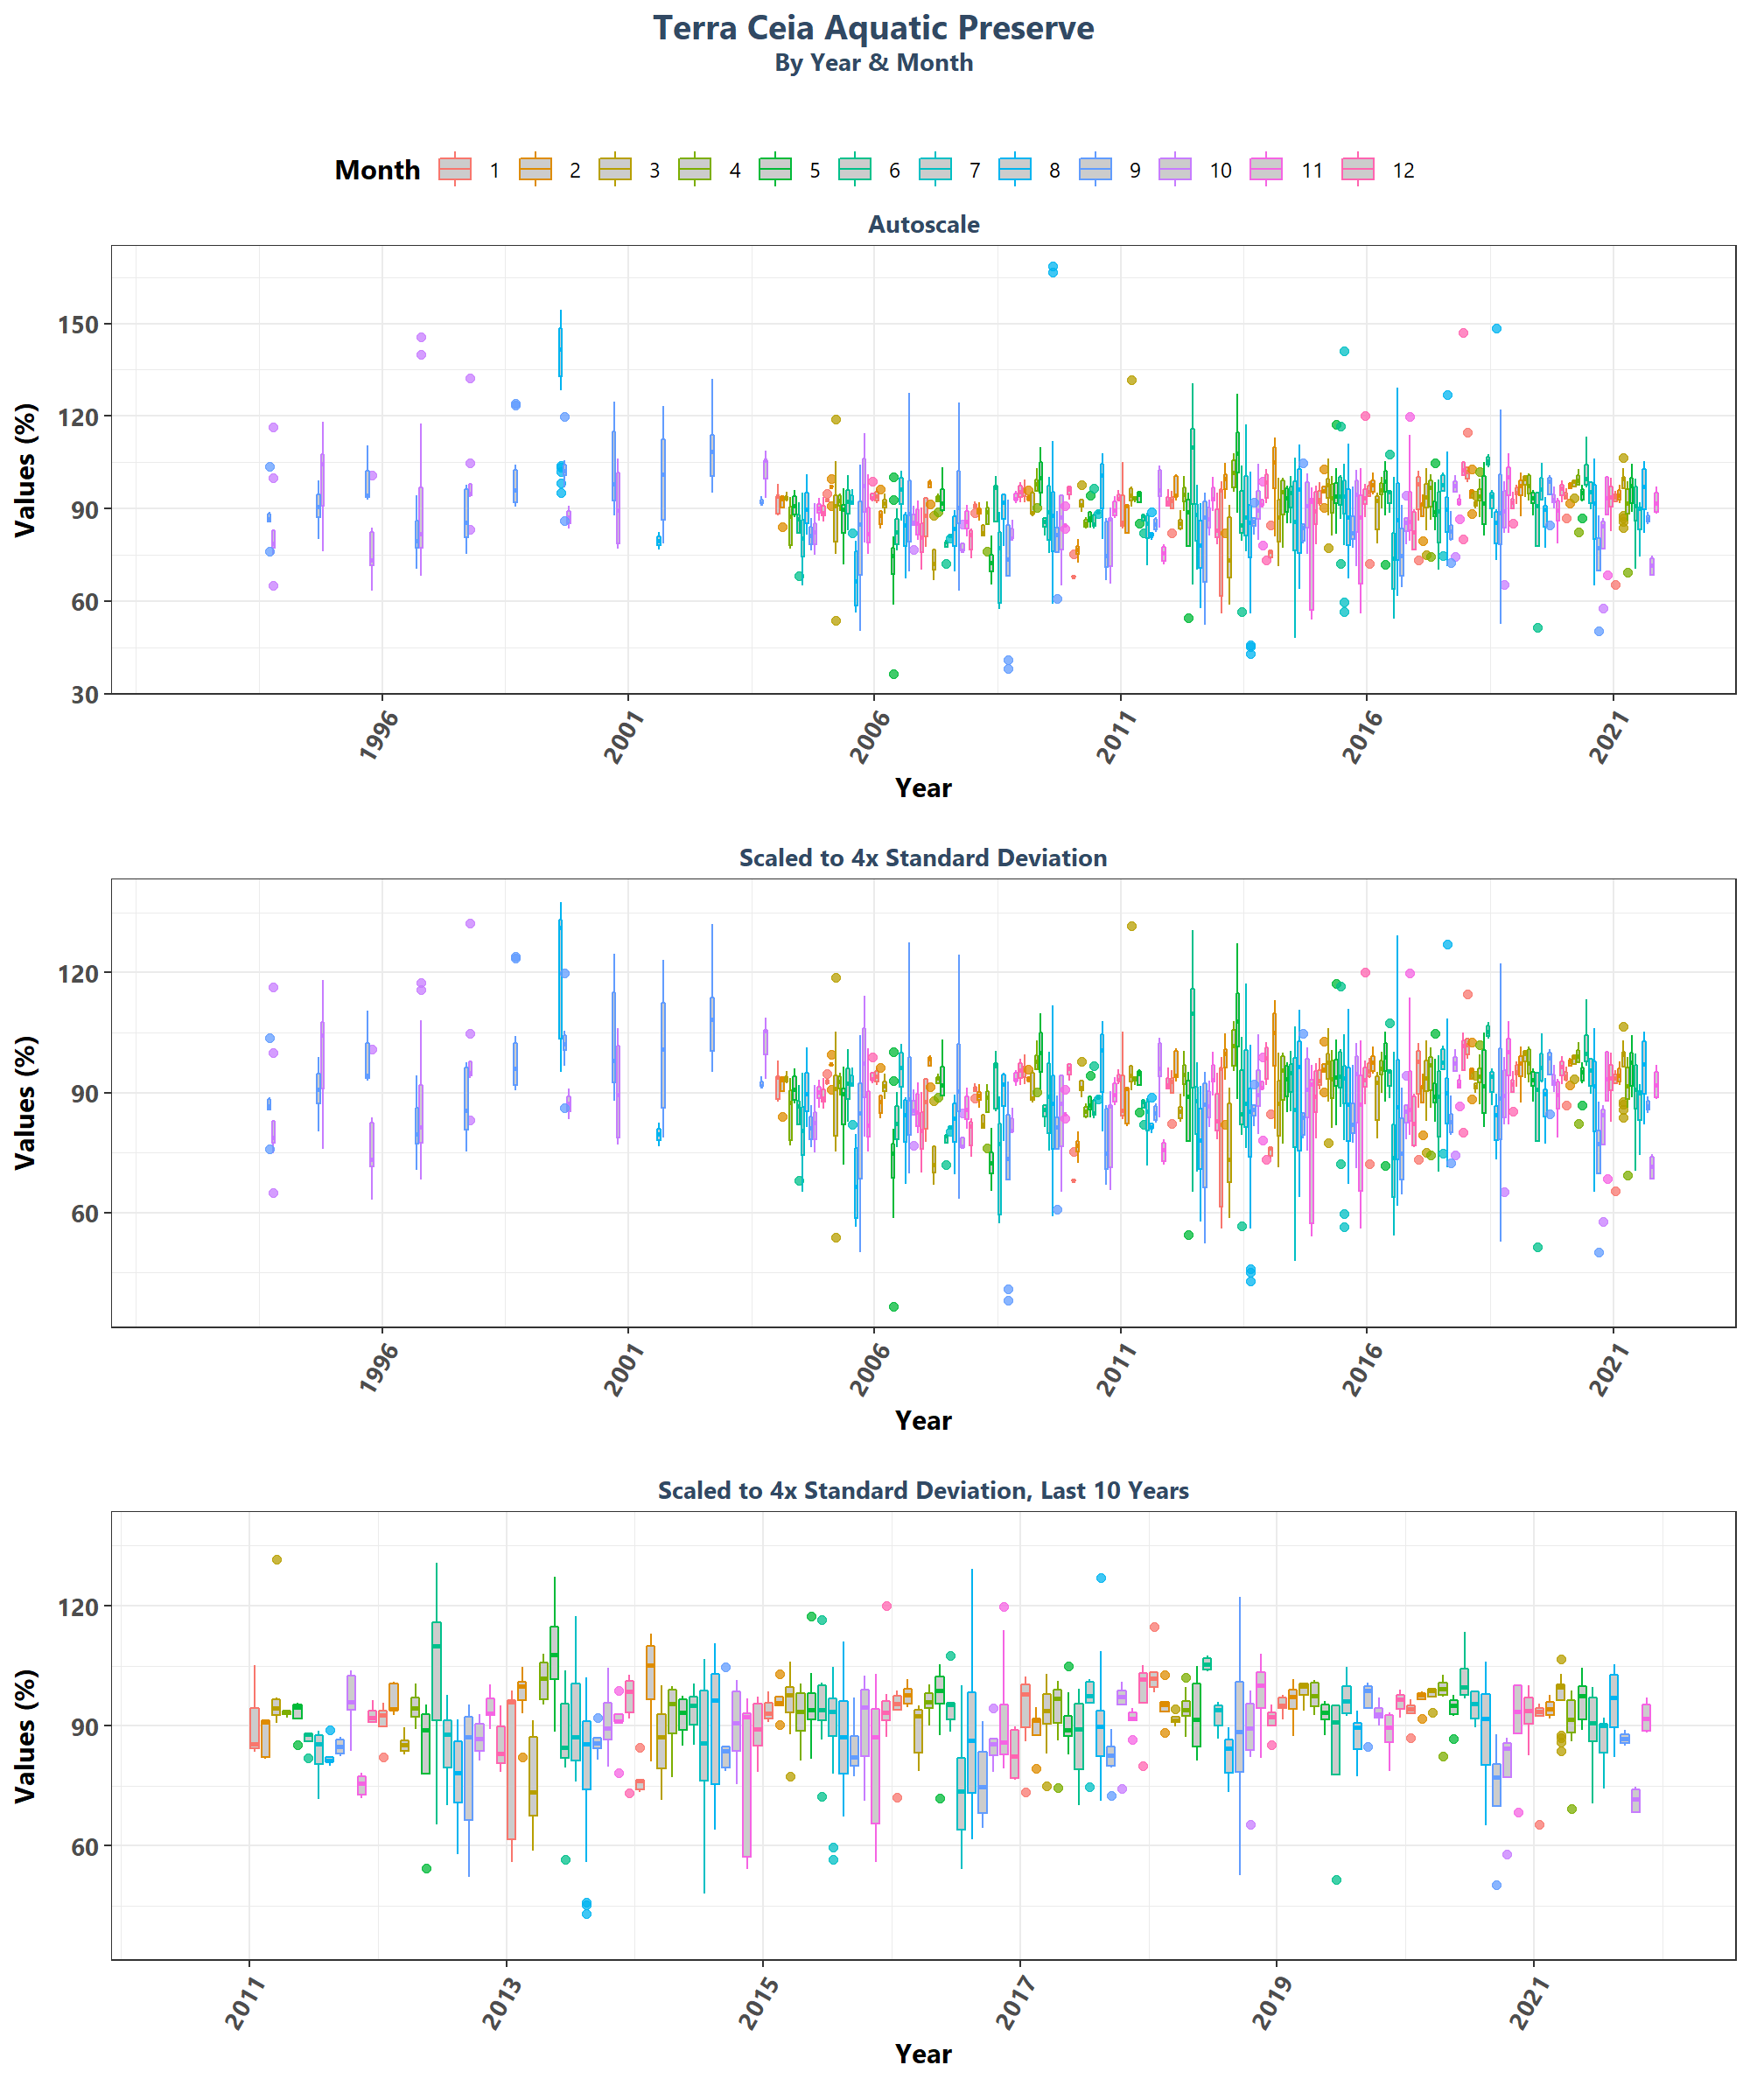 Terra Ceia Aquatic Preserve
By Year & Month
Month 1 2 3 4 5 6 7 8 9 10 11 12
Autoscale
Values (%)
150
120
90
60
30
1996 2001 2006 2011 2016 2021
Year
Scaled to 4x Standard Deviation
Values (%)
120
90
60
1996 2001 2006 2011 2016 2021
Year
Scaled to 4x Standard Deviation, Last 10 Years
Values (%)
120
90
60
2011 2013 2015 2017 2019 2021
Year